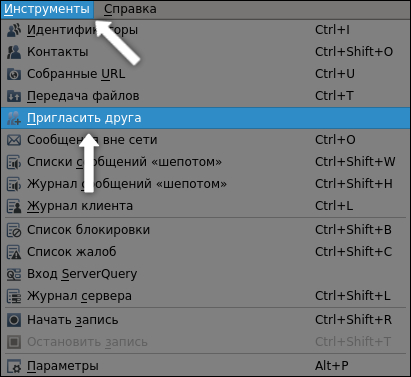 Инструменты Справка
Идентификаторы Ctrl+I
Контакты Ctrl+Shift+O
Собранные URL Ctrl+U
Передача файлов Ctrl+T
Пригласить друга
Сообщения вне сети Ctrl+O
Списки сообщений «шепотом» Ctrl+Shift+W
Журнал сообщений «шепотом» Ctrl+Shift+H
Журнал клиента Ctrl+L
Список блокировки Ctrl+Shift+B
Список жалоб Ctrl+Shift+C
Вход ServerQuery
Журнал сервера Ctrl+Shift+L
Начать запись Ctrl+Shift+R
Остановить запись Ctrl+Shift+T
Параметры Alt+P